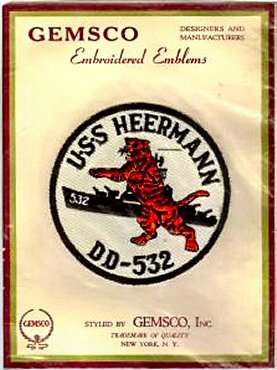 GEMSCO
DESIGNERS AND
MANUFACTURERS
Embroidered Emblems
USS HEERMANN
532
DD-532
GEMSCO
STYLED BY GEMSCO, INC
TRADEMARK OF QUALITY
NEW YORK, N. Y.